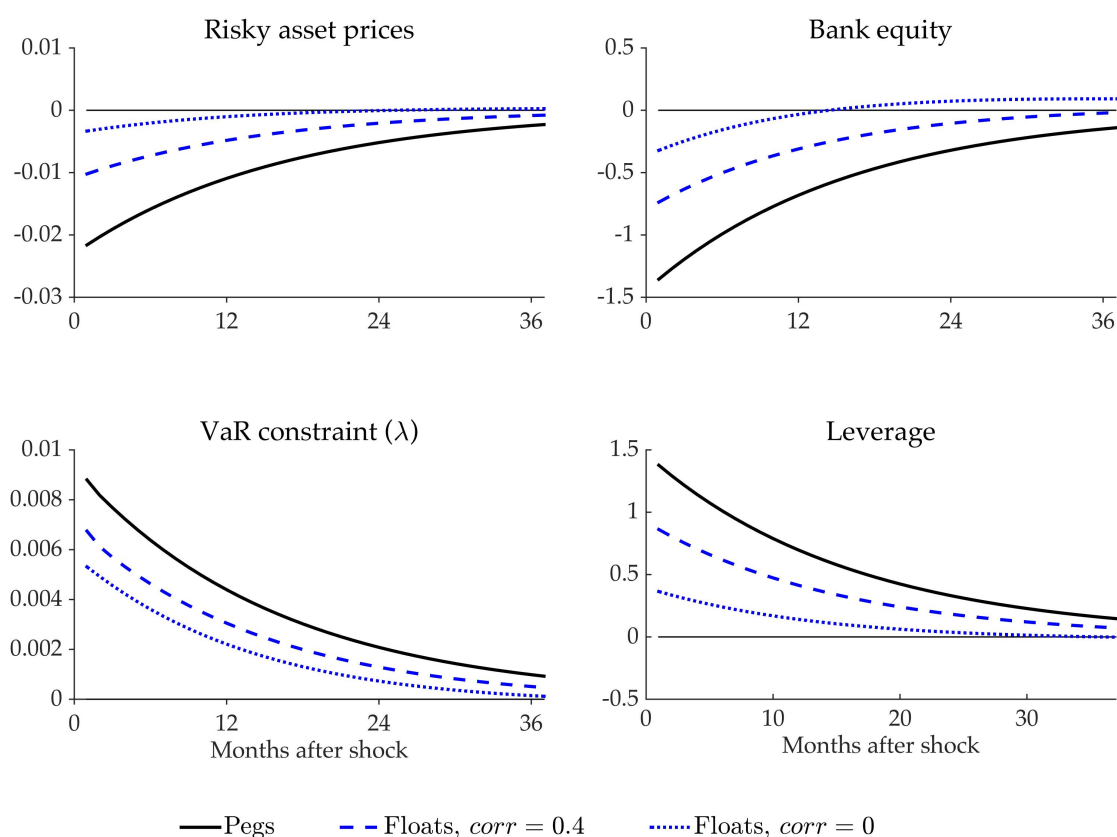 Risky asset prices
0.01
0
-0.01
-0.02
-0.03
0 12 24 36
Bank equity
0.5
0
-0.5
-1
-1.5
0 12 24 36
VaR constraint (λ)
0.01
0.008
0.006
0.004
0.002
0
0 12 24 36
Months after shock
Leverage
1.5
1
0.5
0
-0.5
0 10 20 30
Months after shock
Pegs Floats, corr = 0.4 Floats, corr = 0